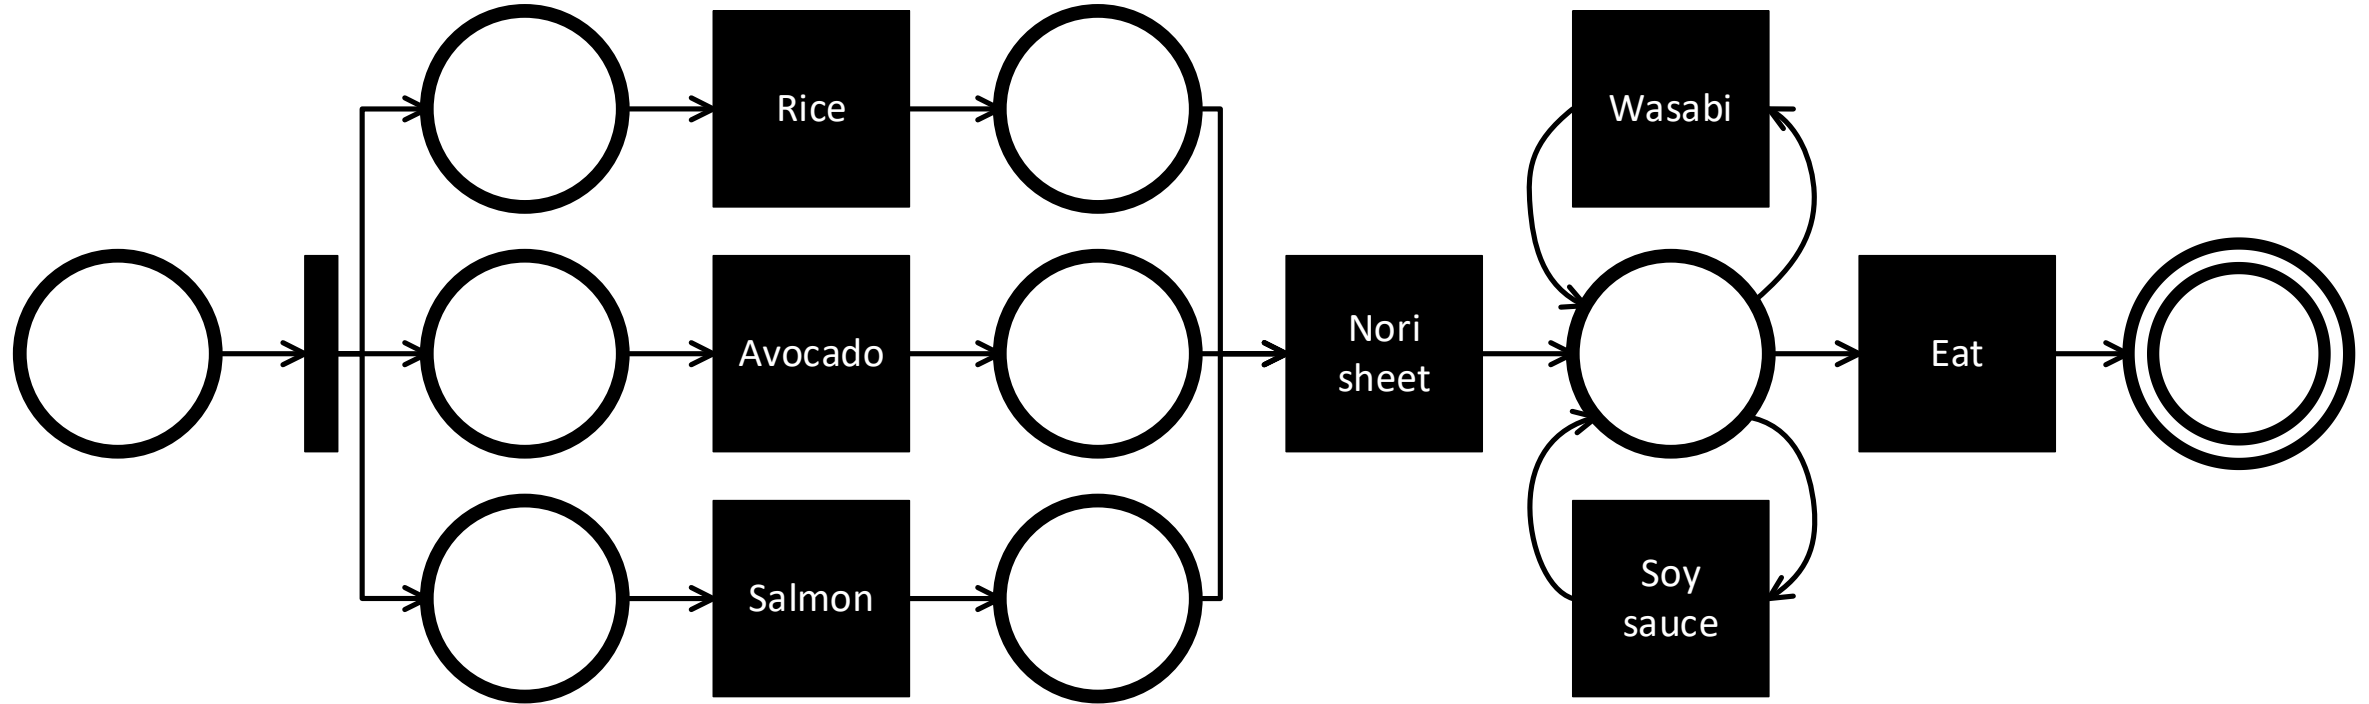 Rice
Wasabi
Avocado
Nori
sheet
Eat
Salmon
Soy
sauce